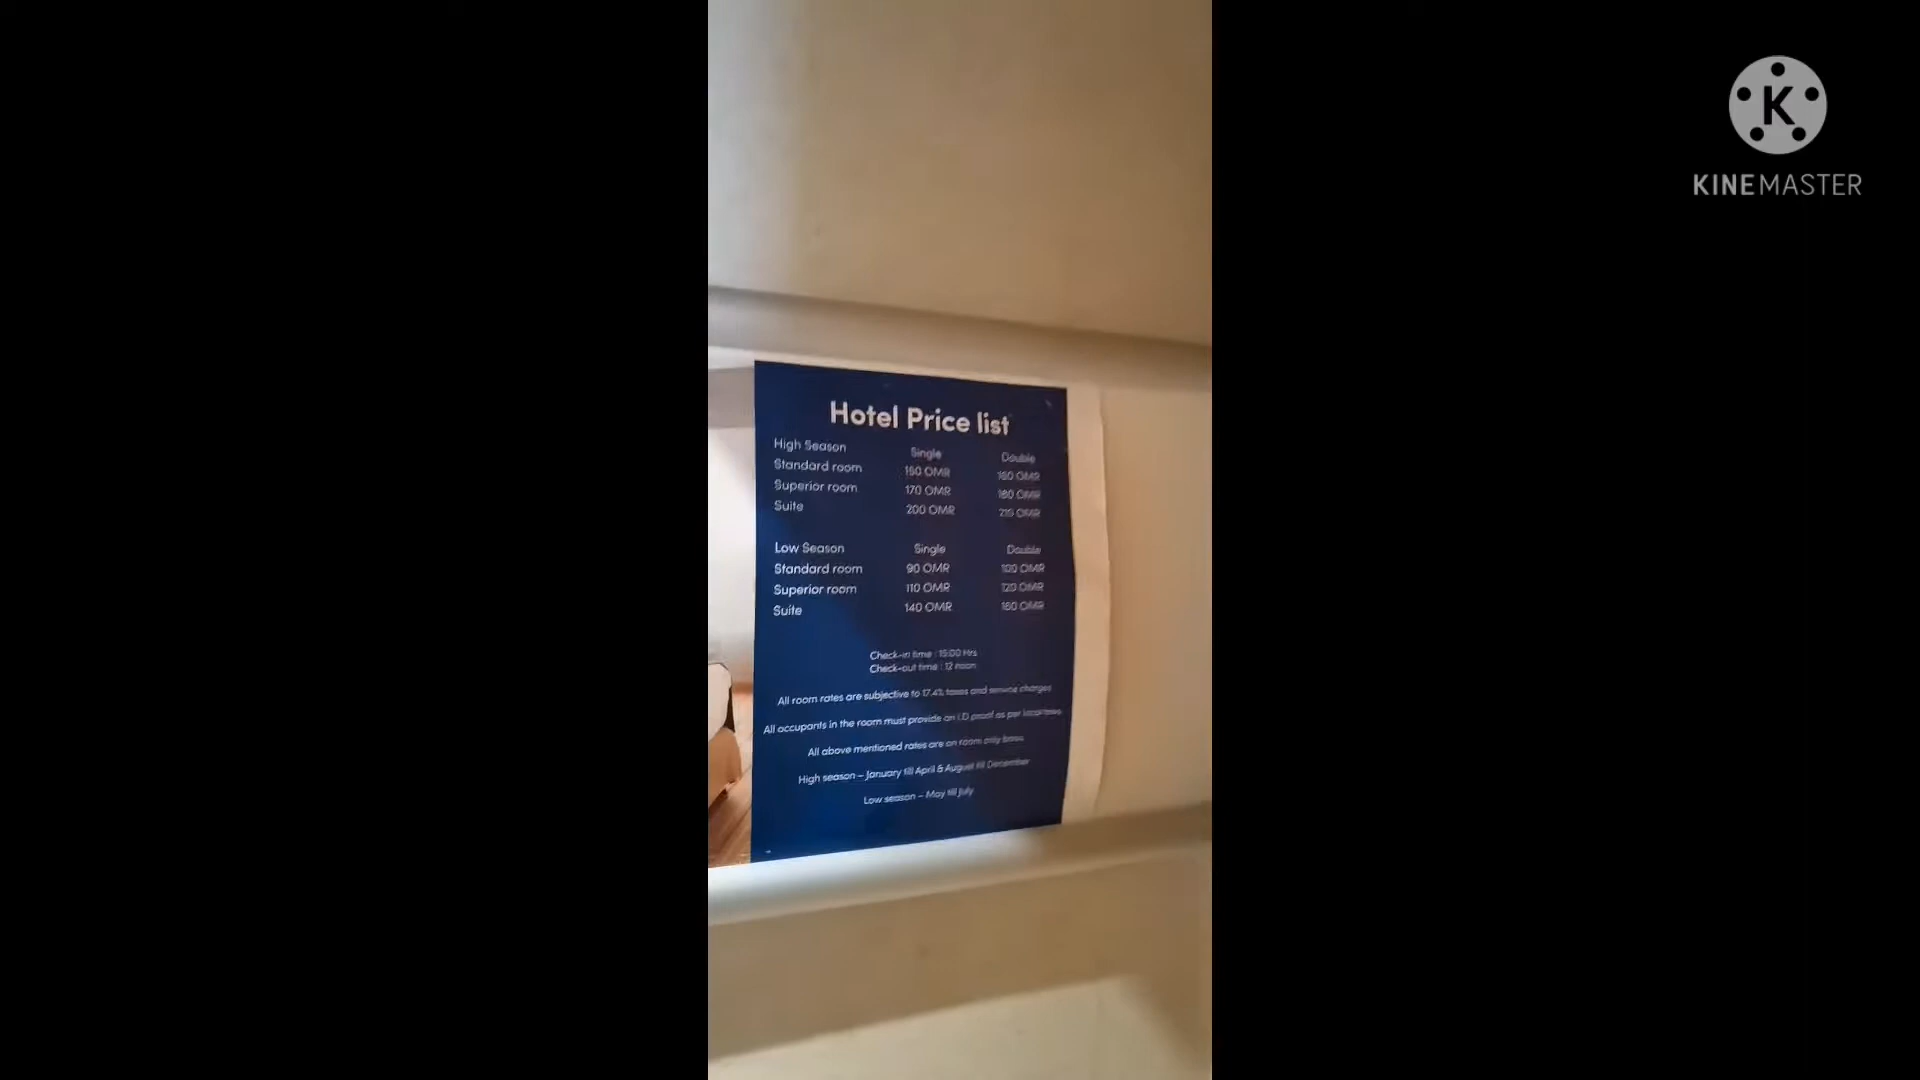 KINEMASTER
Hotel Price list
High Season Single Double
Standard room OMR OMR
Superior room 170 OMR 180 OMR
Suite 200 OMR OMR
Low Season Single Double
Standard room 90 OMR 100 OMR
Superior room 110 OMR 120 OMR
Suite 140 OMR OMR
Check-in time : 15:00 Hrs
Check-out time : 12 noon
All room rates are subjective to 17.4% taxes and service charges
All occupants in the room must provide an I.D proof as per local laws
All above mentioned rates are on room only basis
High season – January till April & August till December
Low season – May till July